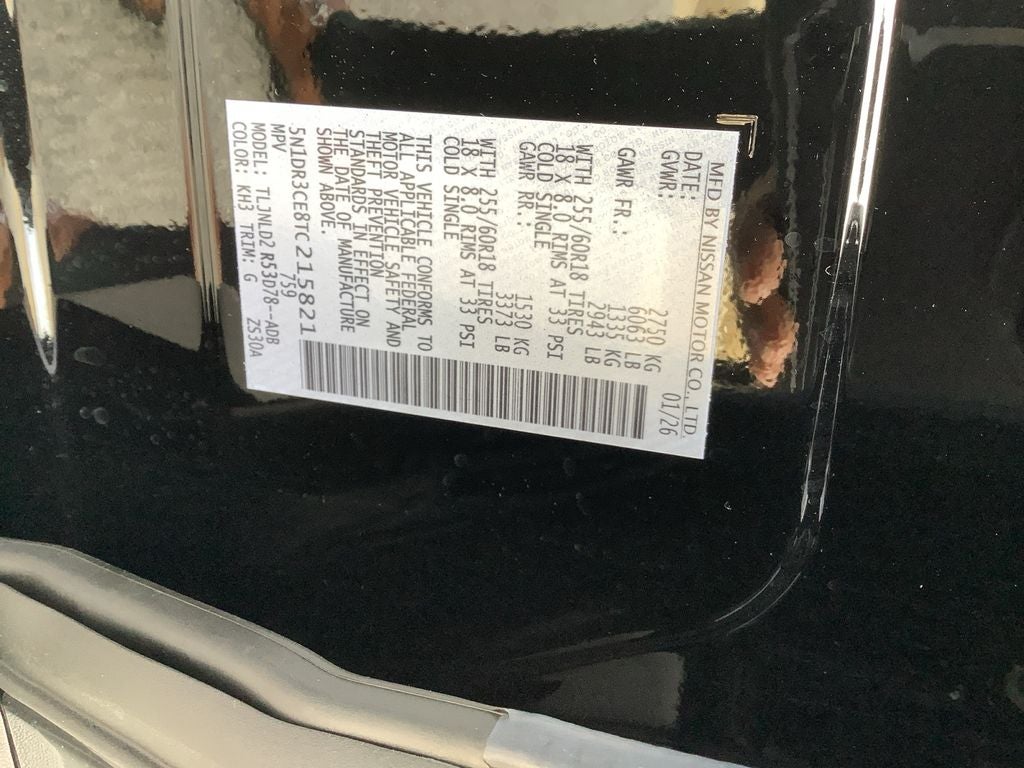 MFD BY NISSAN MOTOR CO., LTD.
DATE: 01/26
GVWR: 2750 KG
6063 LB
GAWR FR.: 1335 KG
2943 LB
WITH 255/60R18 TIRES
18 X 8.0 RIMS AT 33 PSI
COLD SINGLE
GAWR RR.: 1530 KG
3373 LB
WITH 255/60R18 TIRES
18 X 8.0 RIMS AT 33 PSI
COLD SINGLE
THIS VEHICLE CONFORMS TO
ALL APPLICABLE FEDERAL
MOTOR VEHICLE SAFETY AND
THEFT PREVENTION
STANDARDS IN EFFECT ON
THE DATE OF MANUFACTURE
SHOWN ABOVE.
5N1DR3CE8TC215821
MPV 759
MODEL: TLJNLD2 R53D78--ADB
COLOR: KH3 TRIM: G ZS30A